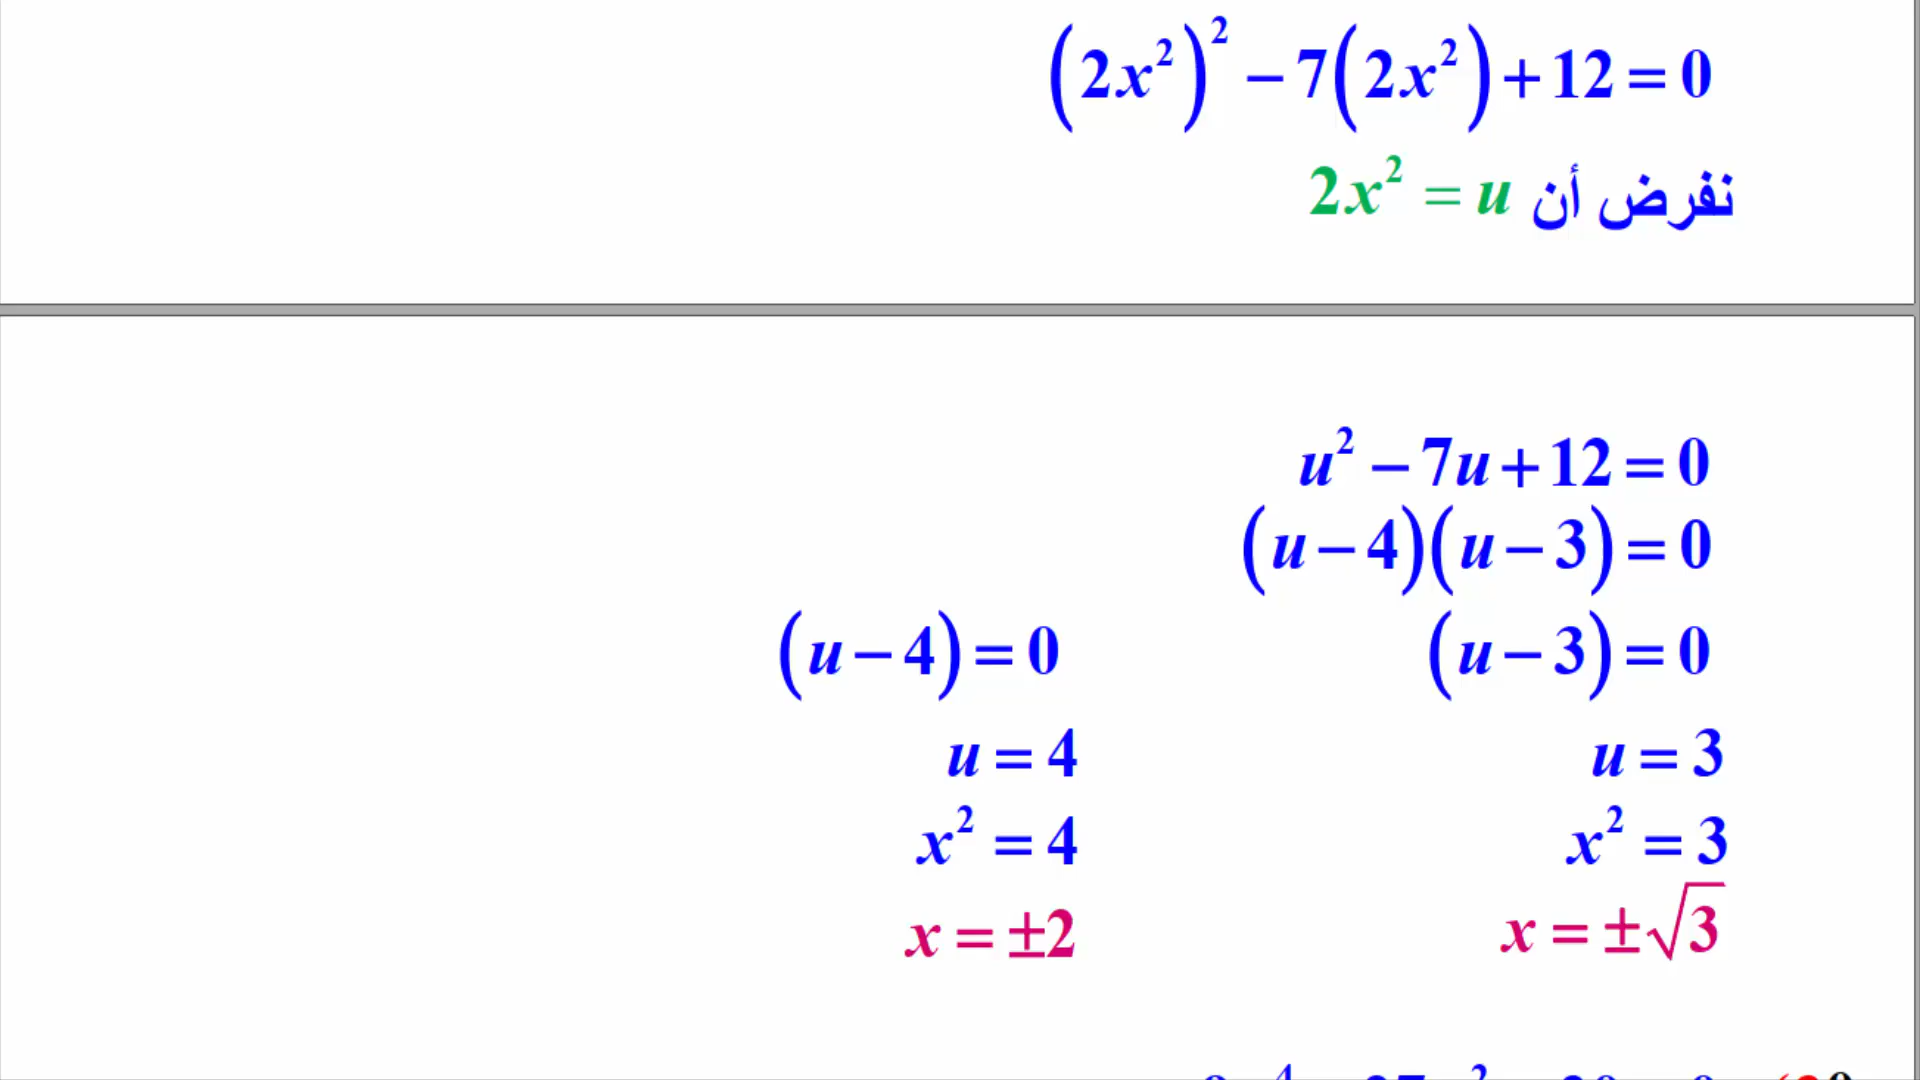 (2x²)² − 7(2x²) + 12 = 0
نفرض أن 2x² = u
u² − 7u + 12 = 0
(u − 4)(u − 3) = 0
(u − 3) = 0
(u − 4) = 0
u = 3
u = 4
x² = 3
x² = 4
x = ±√3
x = ±2